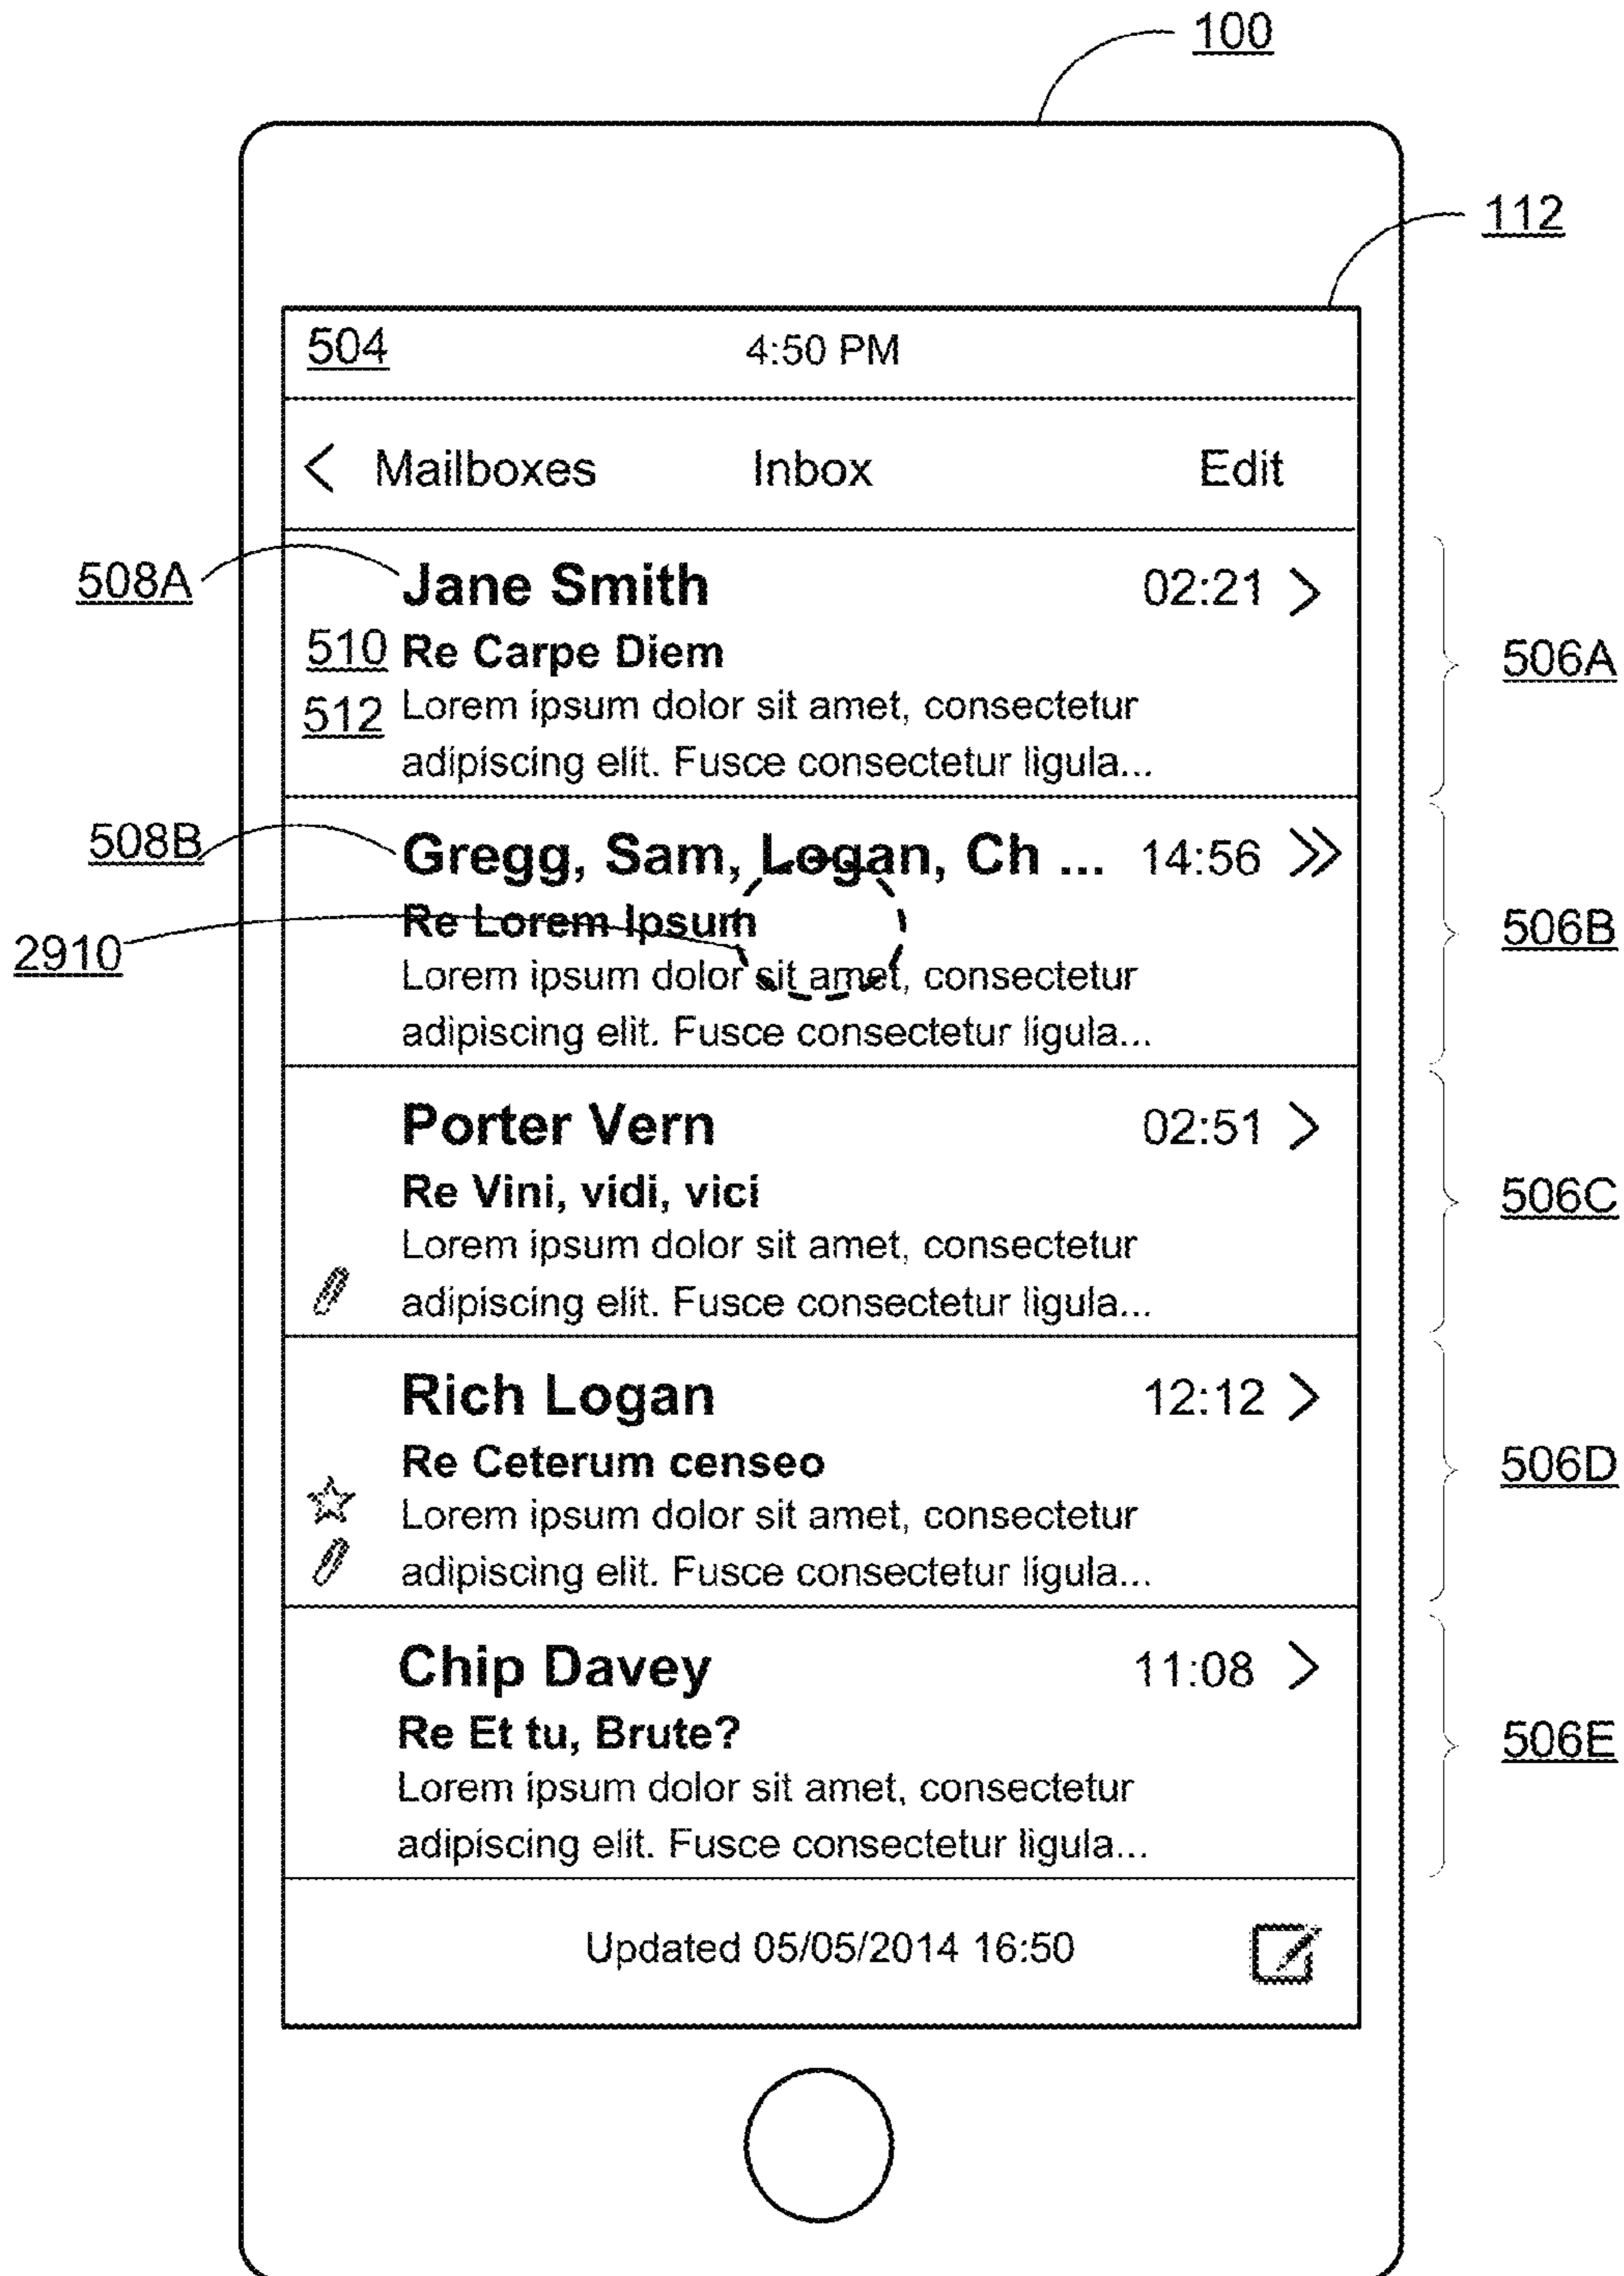 100
112
504 4:50 PM
< Mailboxes Inbox Edit
508A Jane Smith 02:21 >
510 Re Carpe Diem 506A
512 Lorem ipsum dolor sit amet, consectetur
adipiscing elit. Fusce consectetur ligula...
508B Gregg, Sam, Logan, Ch ... 14:56 >>
2910 Re Lorem Ipsum 506B
Lorem ipsum dolor sit amet, consectetur
adipiscing elit. Fusce consectetur ligula...
Porter Vern 02:51 >
Re Vini, vidi, vici 506C
Lorem ipsum dolor sit amet, consectetur
adipiscing elit. Fusce consectetur ligula...
Rich Logan 12:12 >
Re Ceterum censeo 506D
Lorem ipsum dolor sit amet, consectetur
adipiscing elit. Fusce consectetur ligula...
Chip Davey 11:08 >
Re Et tu, Brute? 506E
Lorem ipsum dolor sit amet, consectetur
adipiscing elit. Fusce consectetur ligula...
Updated 05/05/2014 16:50